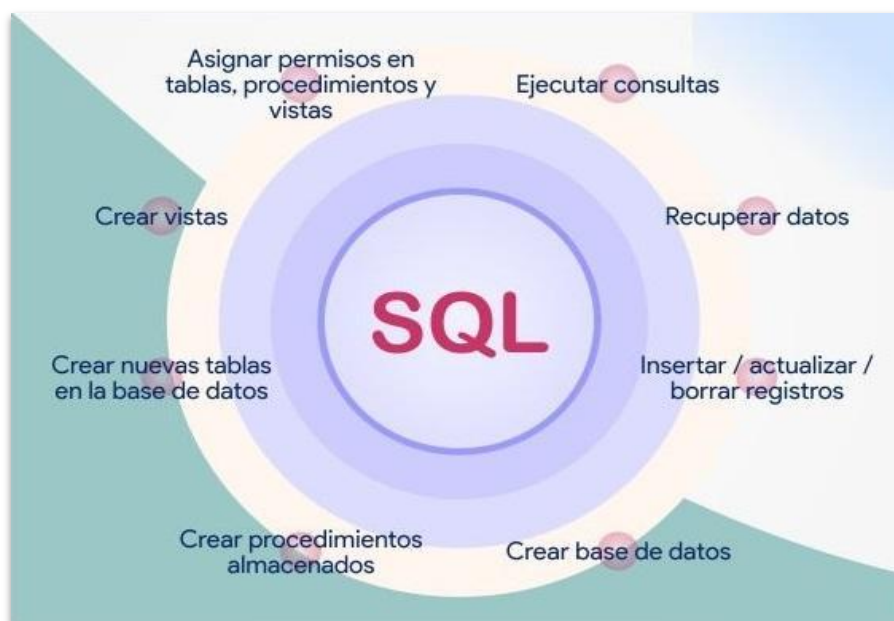 Asignar permisos en
tablas, procedimientos y
vistas
Ejecutar consultas
Crear vistas
Recuperar datos
SQL
Crear nuevas tablas
en la base de datos
Insertar / actualizar /
borrar registros
Crear procedimientos
almacenados
Crear base de datos